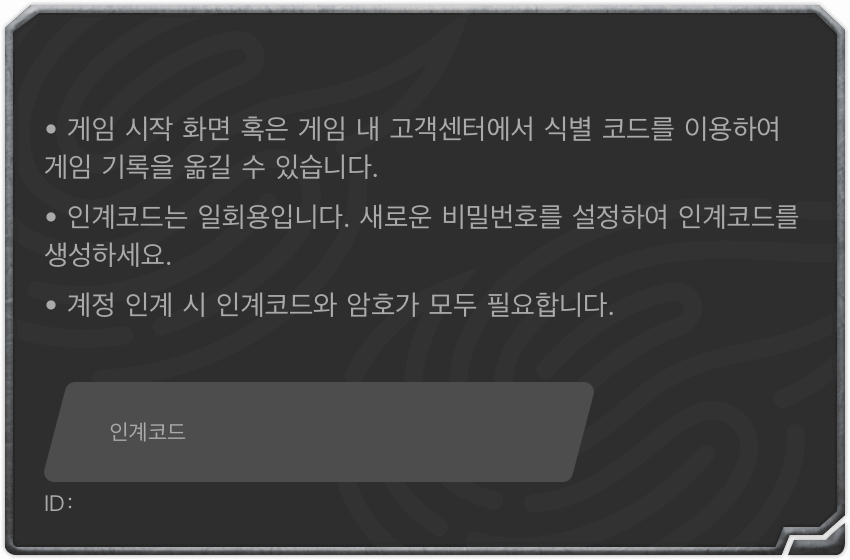 • 게임 시작 화면 혹은 게임 내 고객센터에서 식별 코드를 이용하여
게임 기록을 옮길 수 있습니다.
• 인계코드는 일회용입니다. 새로운 비밀번호를 설정하여 인계코드를
생성하세요.
• 계정 인계 시 인계코드와 암호가 모두 필요합니다.
인계코드
ID: